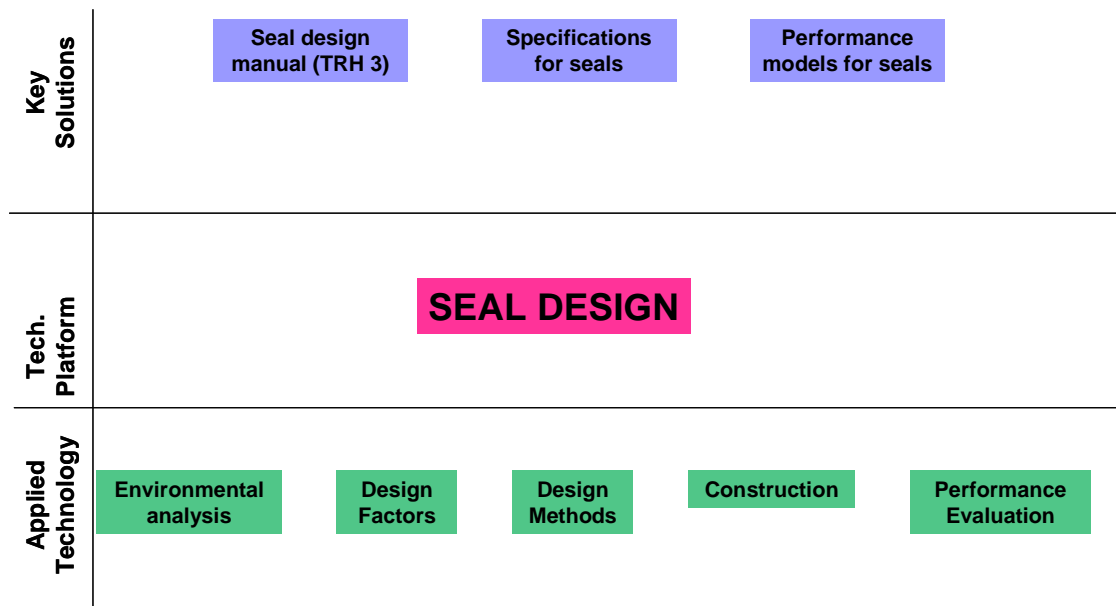 Key
Solutions
Seal design
manual (TRH 3)
Specifications
for seals
Performance
models for seals
Tech.
Platform
SEAL DESIGN
Applied
Technology
Environmental
analysis
Design
Factors
Design
Methods
Construction
Performance
Evaluation